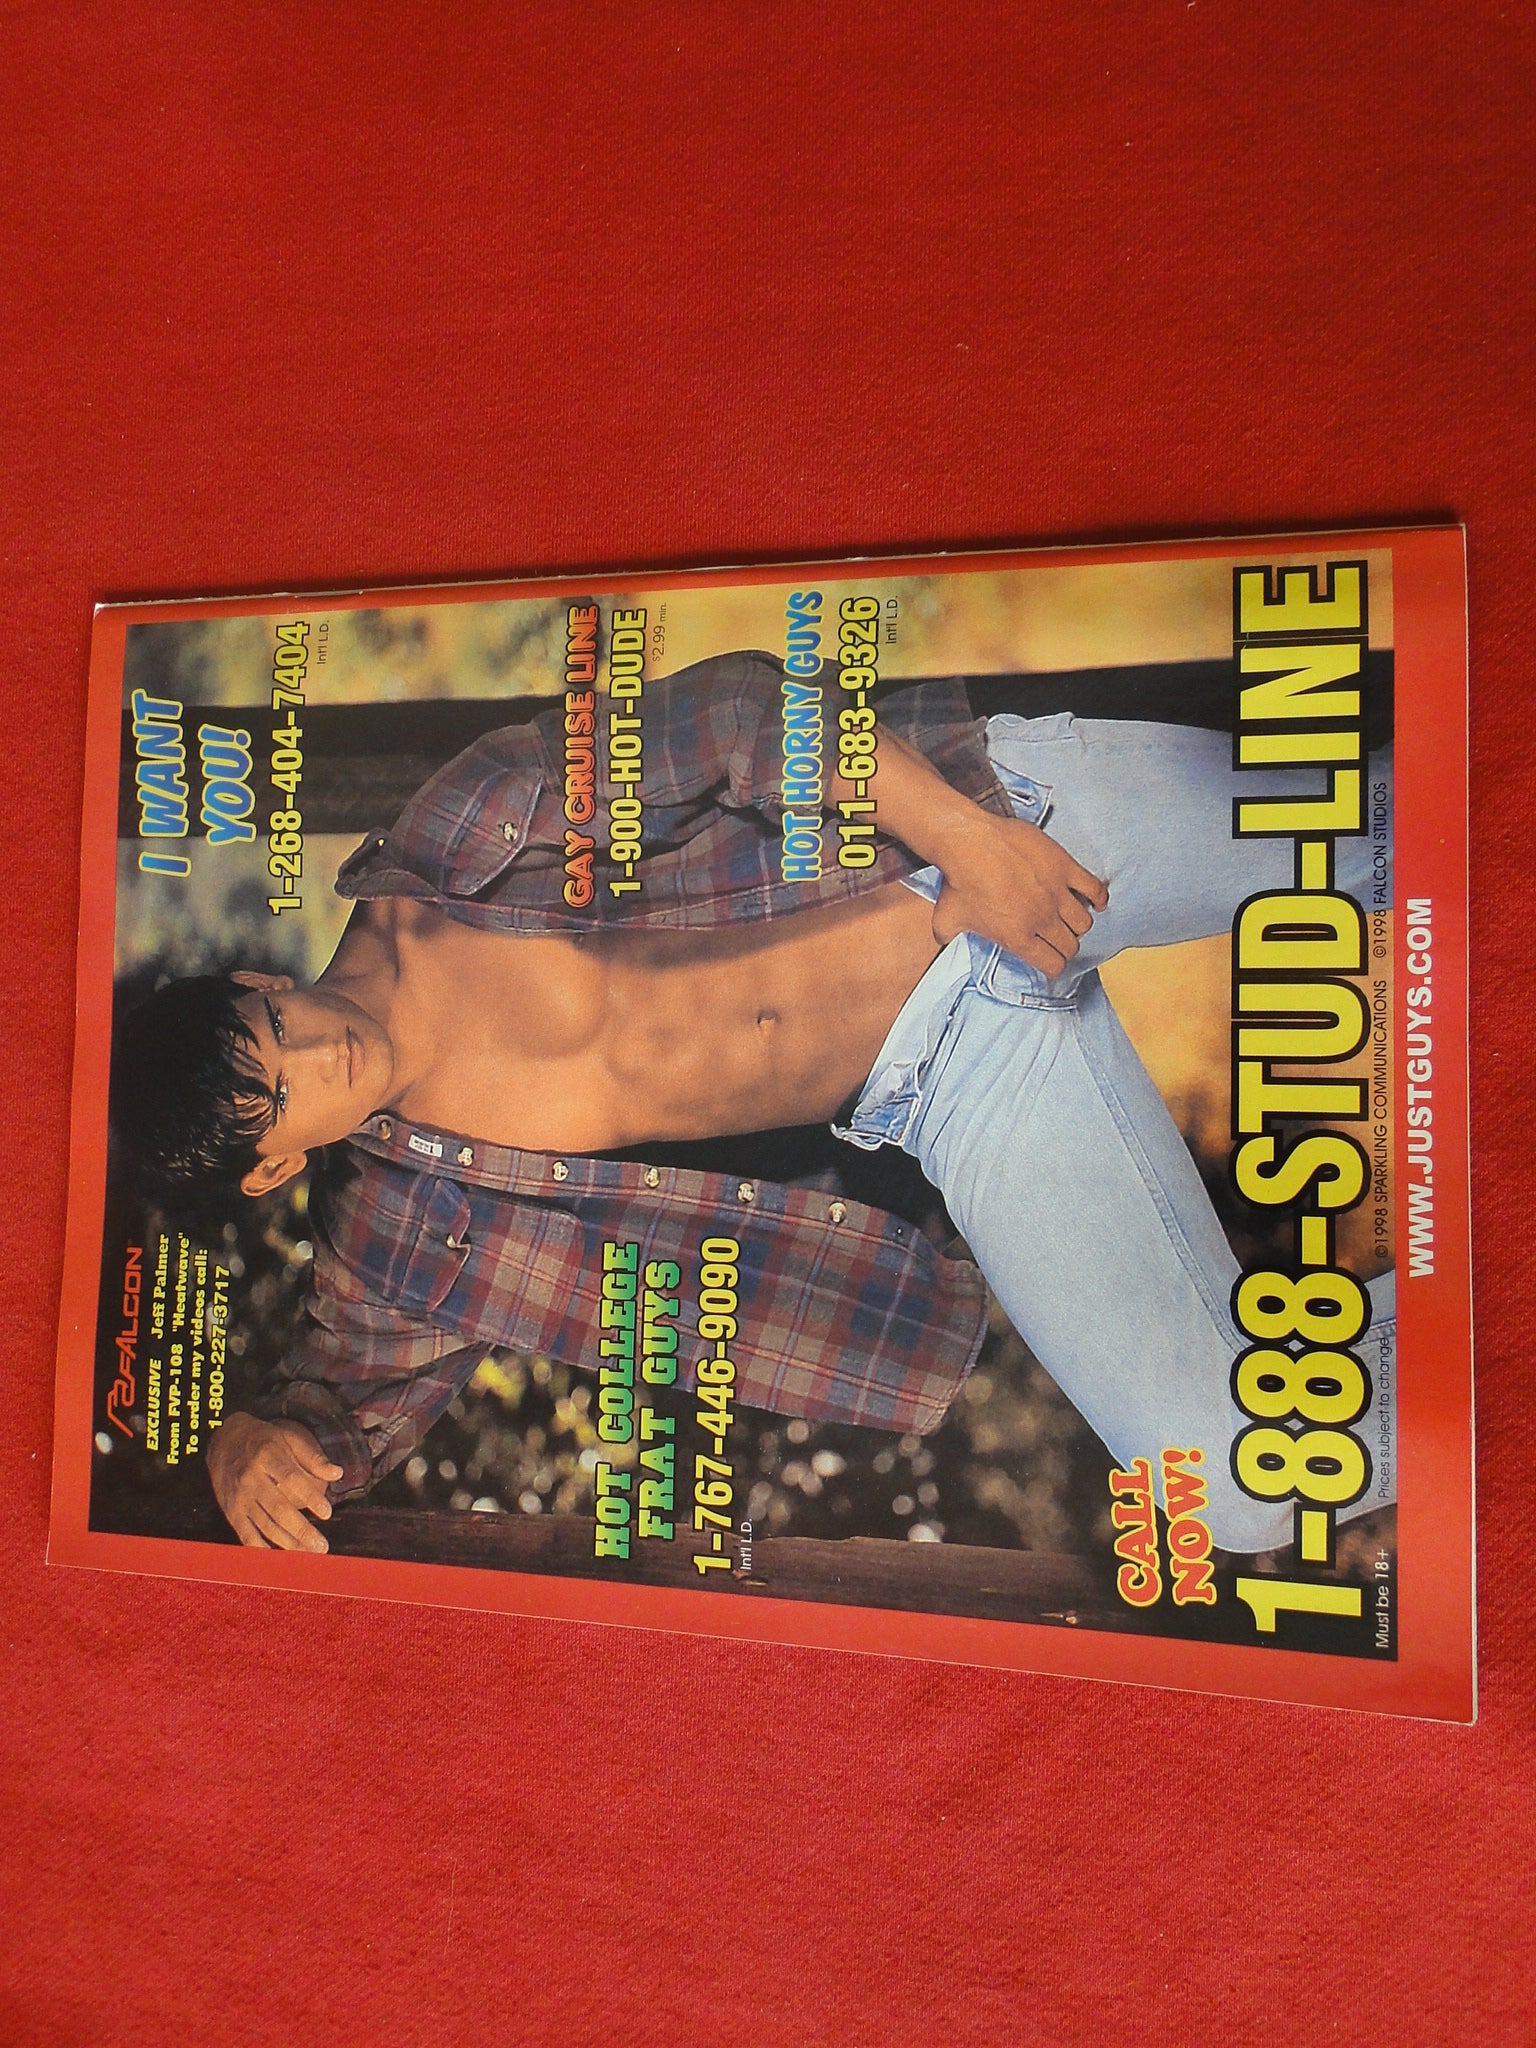 FALCON
EXCLUSIVE Jeff Palmer
From FVP-108 "Heatwave"
To order my videos call:
1-800-227-3717
I WANT
YOU!
1-268-404-7404
Int'l L.D.
GAY CRUISE LINE
1-900-HOT-DUDE
$2.99 min.
HOT COLLEGE
FRAT GUYS
1-767-446-9090
Int'l L.D.
HOT HORNY GUYS
011-683-9326
Int'l L.D.
CALL
NOW!
1-888-STUD-LINE
Must be 18+ Prices subject to change ©1998 SPARKLING COMMUNICATIONS ©1998 FALCON STUDIOS
WWW.JUSTGUYS.COM